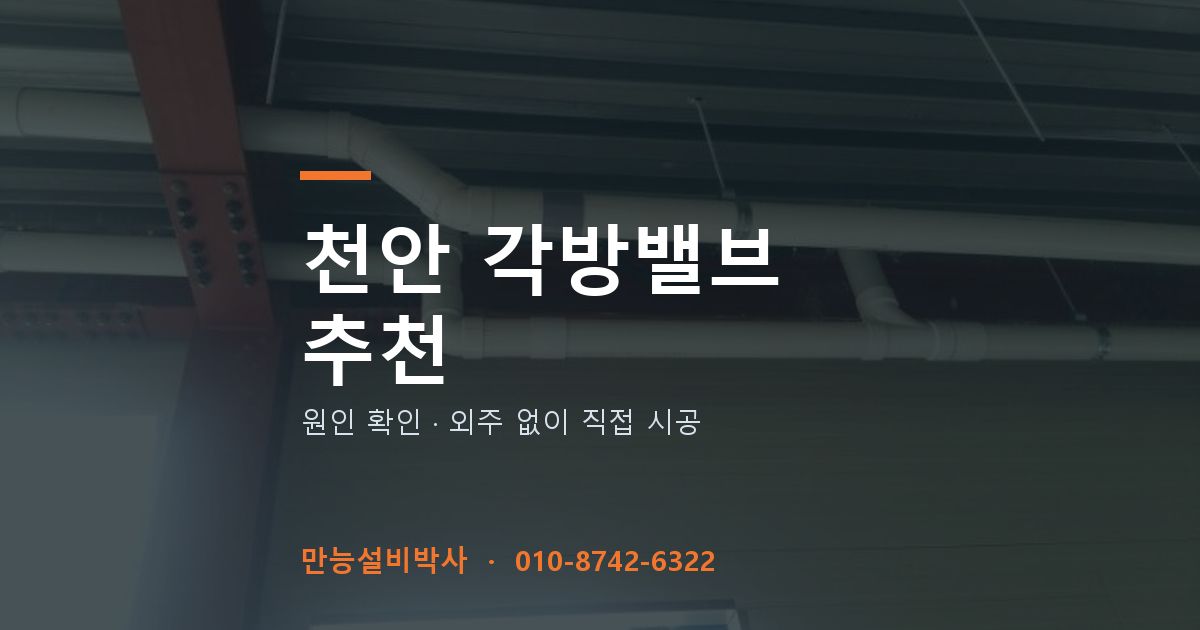 천안 각방밸브
추천
원인 확인 · 외주 없이 직접 시공
만능설비박사 · 010-8742-6322